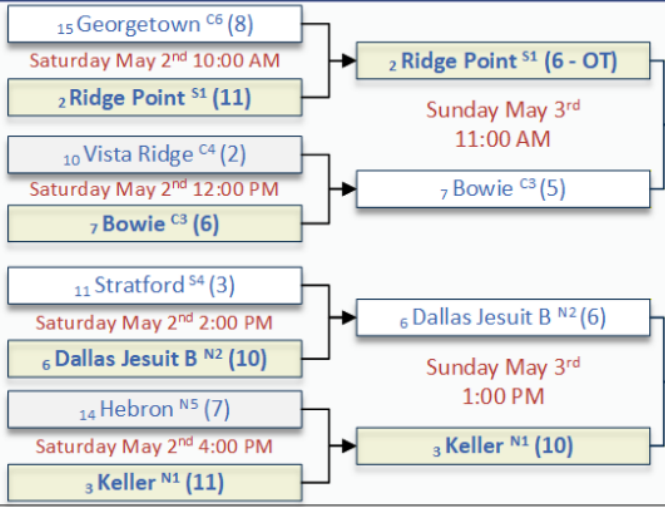 15 Georgetown C6 (8)
Saturday May 2nd 10:00 AM
2 Ridge Point S1 (11)
10 Vista Ridge C4 (2)
Saturday May 2nd 12:00 PM
7 Bowie C3 (6)
11 Stratford S4 (3)
Saturday May 2nd 2:00 PM
6 Dallas Jesuit B N2 (10)
14 Hebron N5 (7)
Saturday May 2nd 4:00 PM
3 Keller N1 (11)
2 Ridge Point S1 (6 - OT)
Sunday May 3rd
11:00 AM
7 Bowie C3 (5)
6 Dallas Jesuit B N2 (6)
Sunday May 3rd
1:00 PM
3 Keller N1 (10)